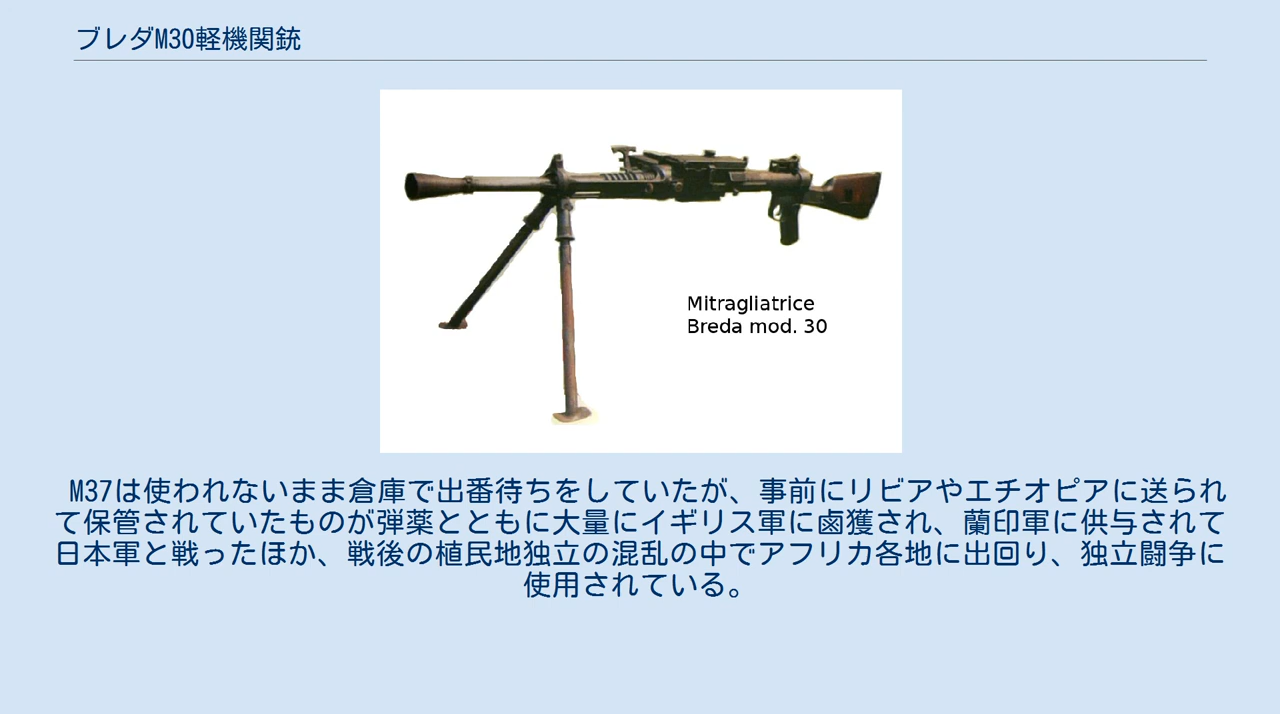 ブレダM30軽機関銃
Mitragliatrice
Breda mod. 30
M37は使われないまま倉庫で出番待ちをしていたが、事前にリビアやエチオピアに送られ
て保管されていたものが弾薬とともに大量にイギリス軍に鹵獲され、蘭印軍に供与されて
日本軍と戦ったほか、戦後の植民地独立の混乱の中でアフリカ各地に出回り、独立闘争に
使用されている。